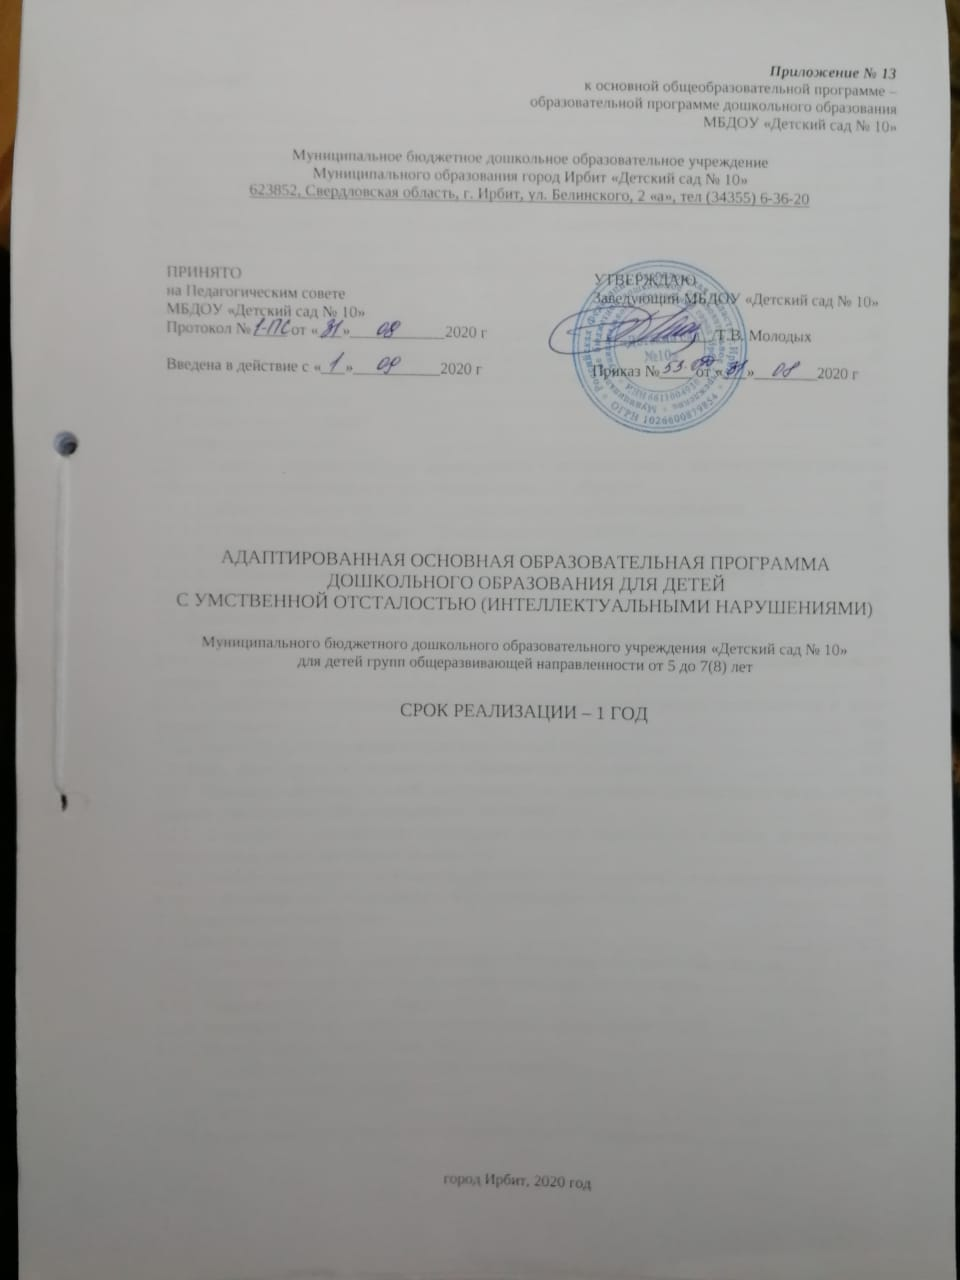 Приложение № 13
к основной общеобразовательной программе –
образовательной программе дошкольного образования
МБДОУ «Детский сад № 10»
Муниципальное бюджетное дошкольное образовательное учреждение
Муниципального образования город Ирбит «Детский сад № 10»
623852, Свердловская область, г. Ирбит, ул. Белинского, 2 «а», тел (34355) 6-36-20
ПРИНЯТО
на Педагогическим совете
МБДОУ «Детский сад № 10»
Протокол № 1-ПС от «31» 08 2020 г
Введена в действие с «1» 09 2020 г
УТВЕРЖДАЮ
Заведующий МБДОУ «Детский сад № 10»
Т.В. Молодых
Приказ № 53 от «31» 08 2020 г
№10
ОГРН 1026600879854
АДАПТИРОВАННАЯ ОСНОВНАЯ ОБРАЗОВАТЕЛЬНАЯ ПРОГРАММА
ДОШКОЛЬНОГО ОБРАЗОВАНИЯ ДЛЯ ДЕТЕЙ
С УМСТВЕННОЙ ОТСТАЛОСТЬЮ (ИНТЕЛЛЕКТУАЛЬНЫМИ НАРУШЕНИЯМИ)
Муниципального бюджетного дошкольного образовательного учреждения «Детский сад № 10»
для детей групп общеразвивающей направленности от 5 до 7(8) лет
СРОК РЕАЛИЗАЦИИ – 1 ГОД
город Ирбит, 2020 год